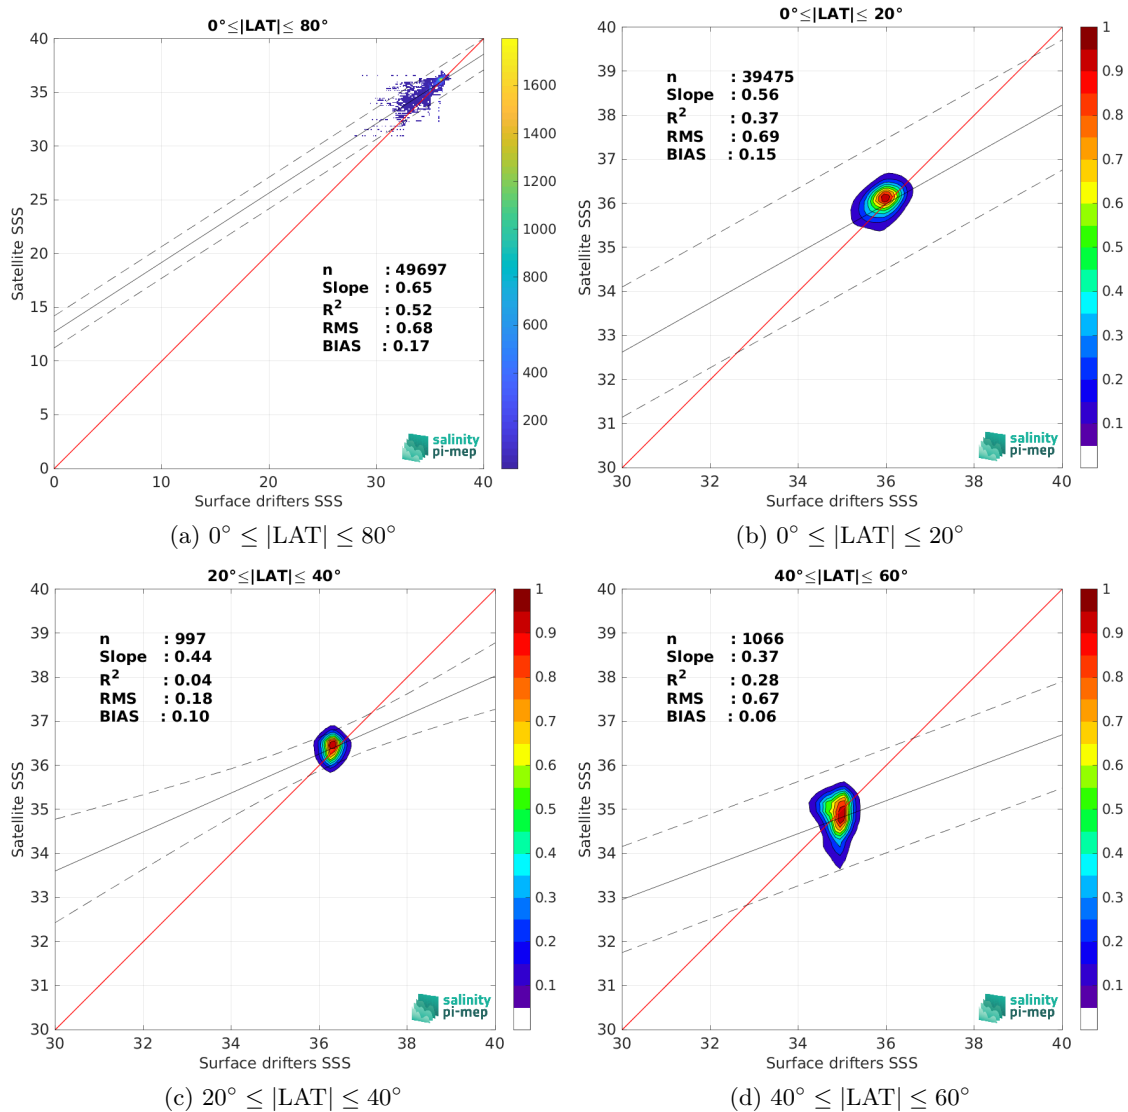 0°≤|LAT|≤ 80°
40
35
30
25
20
15
10
5
0
Satellite SSS
n : 49697
Slope : 0.65
R² : 0.52
RMS : 0.68
BIAS : 0.17
1600
1400
1200
1000
800
600
400
200
salinity
pi-mep
0 10 20 30 40
Surface drifters SSS
(a) 0° ≤ |LAT| ≤ 80°
0°≤|LAT|≤ 20°
40
39
38
37
36
35
34
33
32
31
30
Satellite SSS
n : 39475
Slope : 0.56
R² : 0.37
RMS : 0.69
BIAS : 0.15
1
0.9
0.8
0.7
0.6
0.5
0.4
0.3
0.2
0.1
salinity
pi-mep
30 32 34 36 38 40
Surface drifters SSS
(b) 0° ≤ |LAT| ≤ 20°
20°≤|LAT|≤ 40°
40
39
38
37
36
35
34
33
32
31
30
Satellite SSS
n : 997
Slope : 0.44
R² : 0.04
RMS : 0.18
BIAS : 0.10
1
0.9
0.8
0.7
0.6
0.5
0.4
0.3
0.2
0.1
salinity
pi-mep
30 32 34 36 38 40
Surface drifters SSS
(c) 20° ≤ |LAT| ≤ 40°
40°≤|LAT|≤ 60°
40
39
38
37
36
35
34
33
32
31
30
Satellite SSS
n : 1066
Slope : 0.37
R² : 0.28
RMS : 0.67
BIAS : 0.06
1
0.9
0.8
0.7
0.6
0.5
0.4
0.3
0.2
0.1
salinity
pi-mep
30 32 34 36 38 40
Surface drifters SSS
(d) 40° ≤ |LAT| ≤ 60°